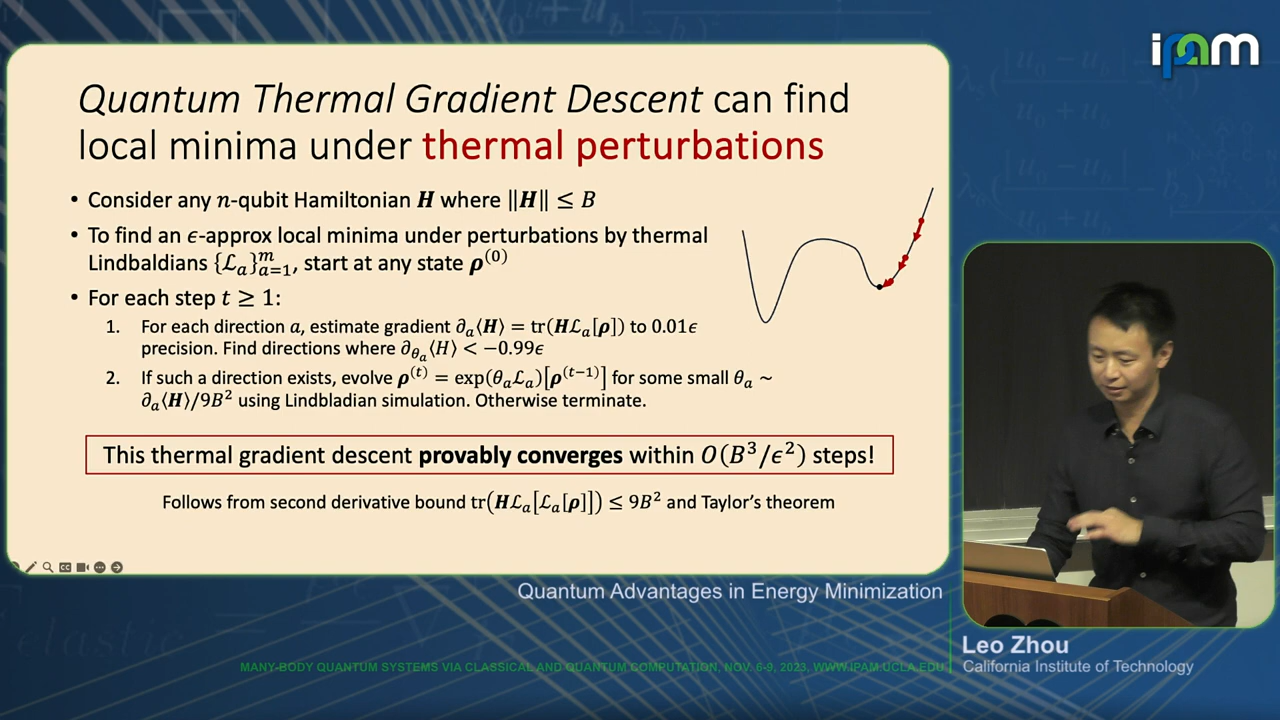 ipam
Quantum Thermal Gradient Descent can find
local minima under thermal perturbations
• Consider any n-qubit Hamiltonian H where ‖H‖ ≤ B
• To find an ϵ-approx local minima under perturbations by thermal
Lindbaldians {ℒₐ}ᵐₐ₌₁, start at any state ρ⁽⁰⁾
• For each step t ≥ 1:
1. For each direction a, estimate gradient ∂ₐ⟨H⟩ = tr(Hℒₐ[ρ]) to 0.01ϵ
precision. Find directions where ∂_{θₐ}⟨H⟩ < −0.99ϵ
2. If such a direction exists, evolve ρ⁽ᵗ⁾ = exp(θₐℒₐ)[ρ⁽ᵗ⁻¹⁾] for some small θₐ ~
∂ₐ⟨H⟩/9B² using Lindbladian simulation. Otherwise terminate.
This thermal gradient descent provably converges within O(B³/ϵ²) steps!
Follows from second derivative bound tr(Hℒₐ[ℒₐ[ρ]]) ≤ 9B² and Taylor's theorem
Quantum Advantages in Energy Minimization
Leo Zhou
California Institute of Technology
MANY-BODY QUANTUM SYSTEMS VIA CLASSICAL AND QUANTUM COMPUTATION, NOV. 6-9, 2023, WWW.IPAM.UCLA.EDU